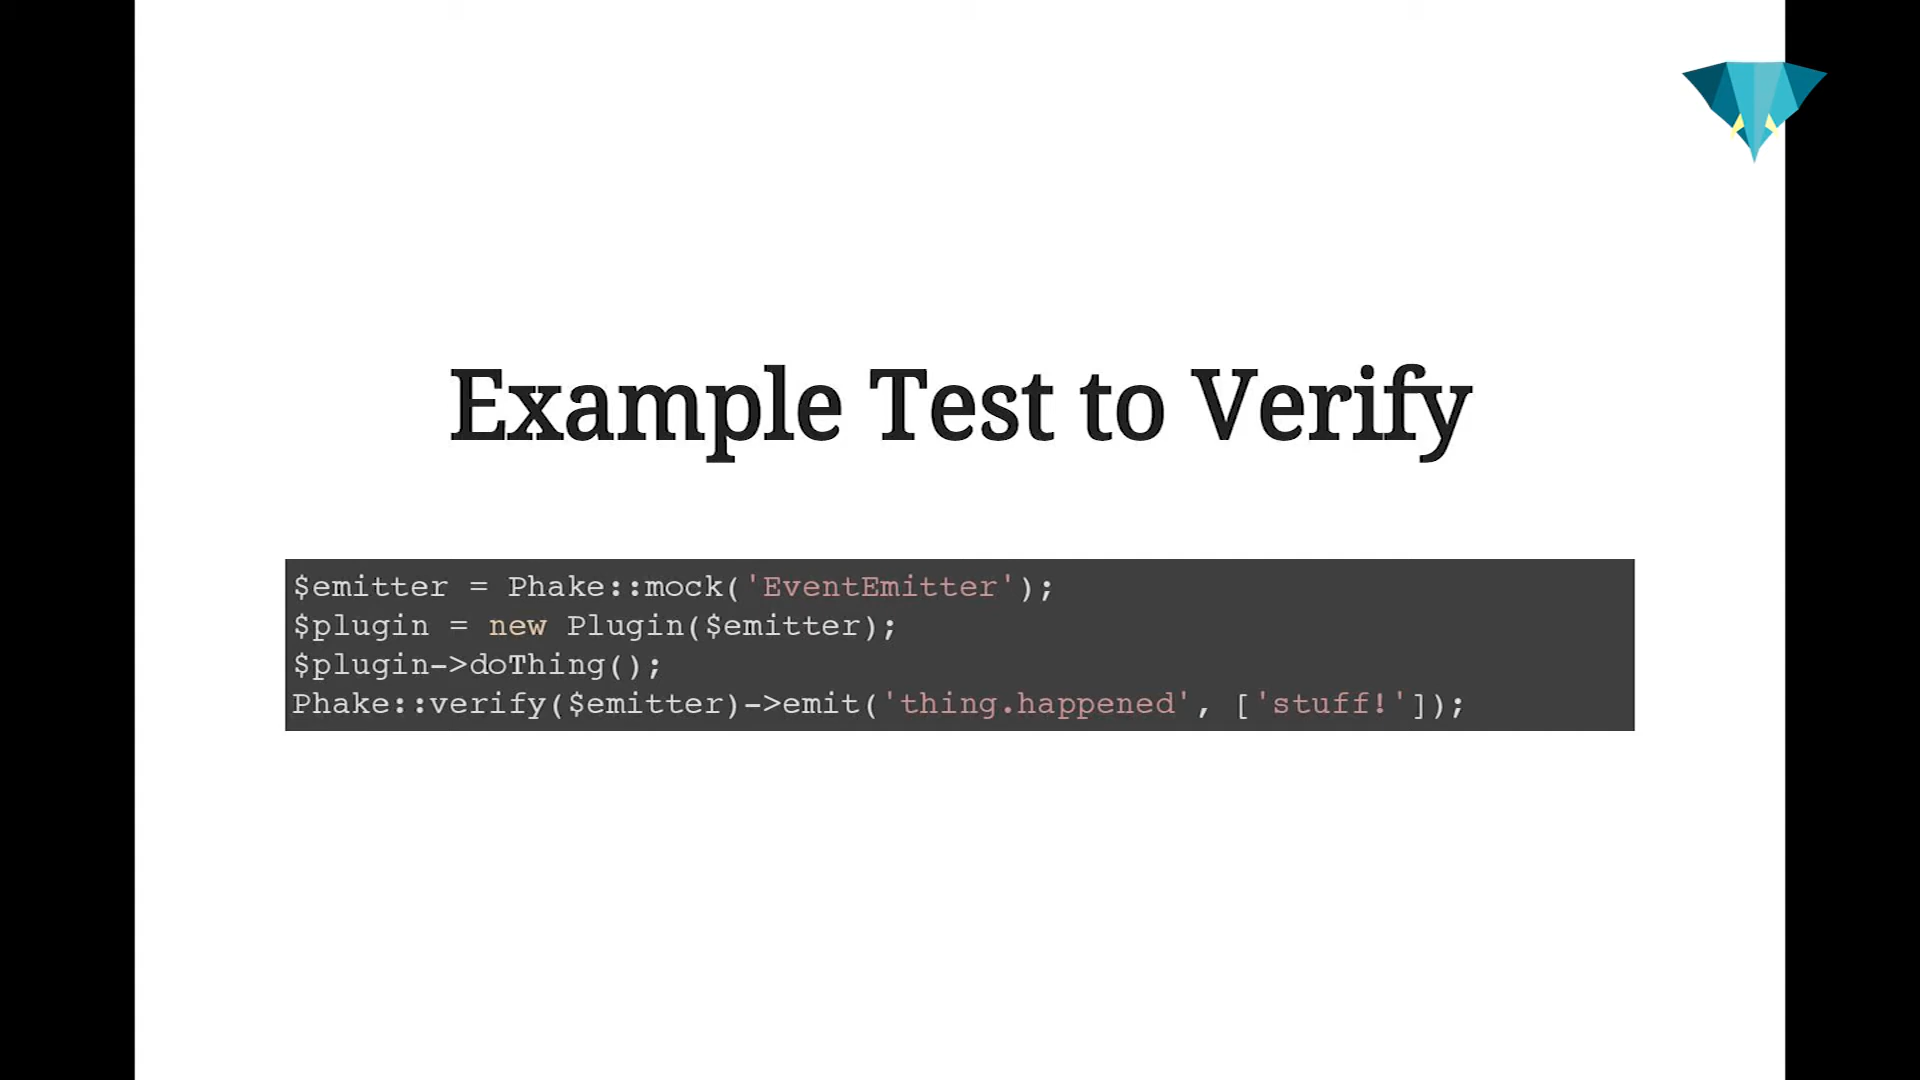 Example Test to Verify
$emitter = Phake::mock('EventEmitter');
$plugin = new Plugin($emitter);
$plugin->doThing();
Phake::verify($emitter)->emit('thing.happened', ['stuff!']);